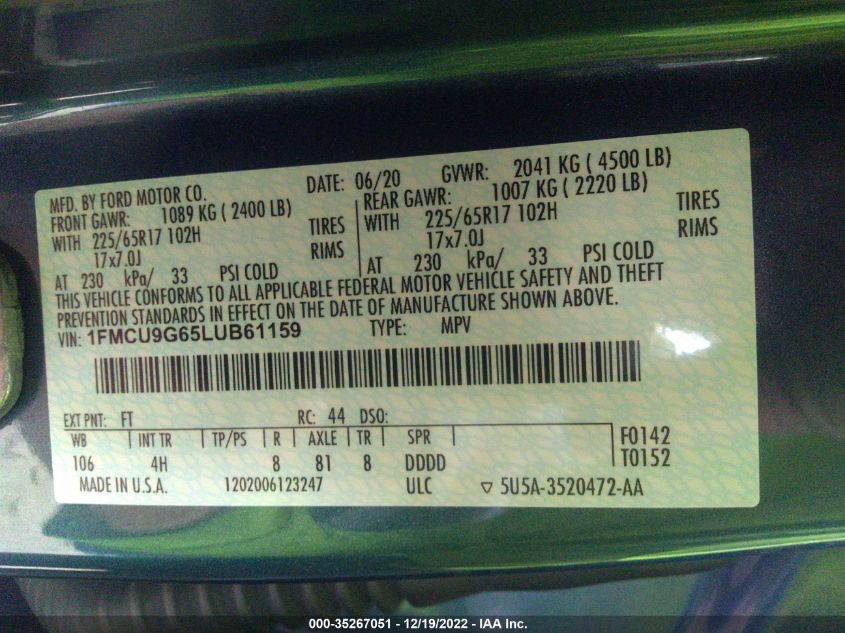 MFD. BY FORD MOTOR CO. DATE: 06/20 GVWR: 2041 KG ( 4500 LB)
FRONT GAWR: 1089 KG ( 2400 LB) REAR GAWR: 1007 KG ( 2220 LB)
WITH 225/65R17 102H TIRES WITH 225/65R17 102H TIRES
17x7.0J RIMS 17x7.0J RIMS
AT 230 kPa/ 33 PSI COLD AT 230 kPa/ 33 PSI COLD
THIS VEHICLE CONFORMS TO ALL APPLICABLE FEDERAL MOTOR VEHICLE SAFETY AND THEFT
PREVENTION STANDARDS IN EFFECT ON THE DATE OF MANUFACTURE SHOWN ABOVE.
VIN: 1FMCU9G65LUB61159 TYPE: MPV
EXT PNT: FT RC: 44 DSO:
WB INT TR TP/PS R AXLE TR SPR F0142
106 4H 8 81 8 DDDD T0152
MADE IN U.S.A. 1202006123247 ULC ▽ 5U5A-3520472-AA
000-35267051 - 12/19/2022 - IAA Inc.